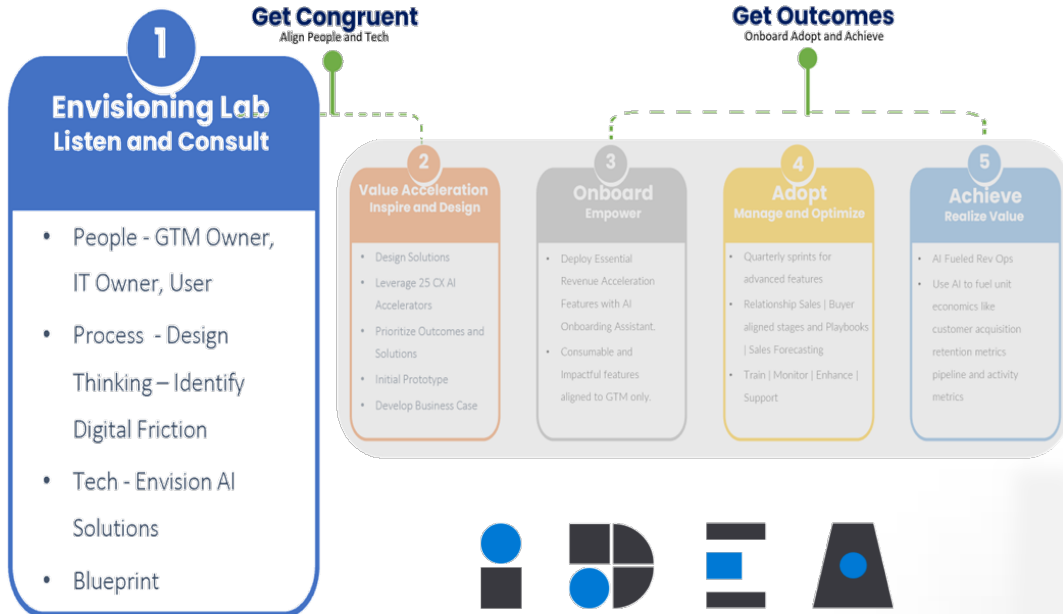 Get Congruent
Align People and Tech
Get Outcomes
Onboard Adopt and Achieve
1
Envisioning Lab
Listen and Consult
• People - GTM Owner,
IT Owner, User
• Process - Design
Thinking – Identify
Digital Friction
• Tech - Envision AI
Solutions
• Blueprint
2
Value Acceleration
Inspire and Design
• Design Solutions
• Leverage 25 CX AI
Accelerators
• Prioritize Outcomes and
Solutions
• Initial Prototype
• Develop Business Case
3
Onboard
Empower
• Deploy Essential
Revenue Acceleration
Features with AI
Onboarding Assistant.
• Consumable and
Impactful features
aligned to GTM only.
4
Adopt
Manage and Optimize
• Quarterly sprints for
advanced features
• Relationship Sales | Buyer
aligned stages and Playbooks
| Sales Forecasting
• Train | Monitor | Enhance |
Support
5
Achieve
Realize Value
• AI Fueled Rev Ops
• Use AI to fuel unit
economics like
customer acquisition
retention metrics
pipeline and activity
metrics
iDEA